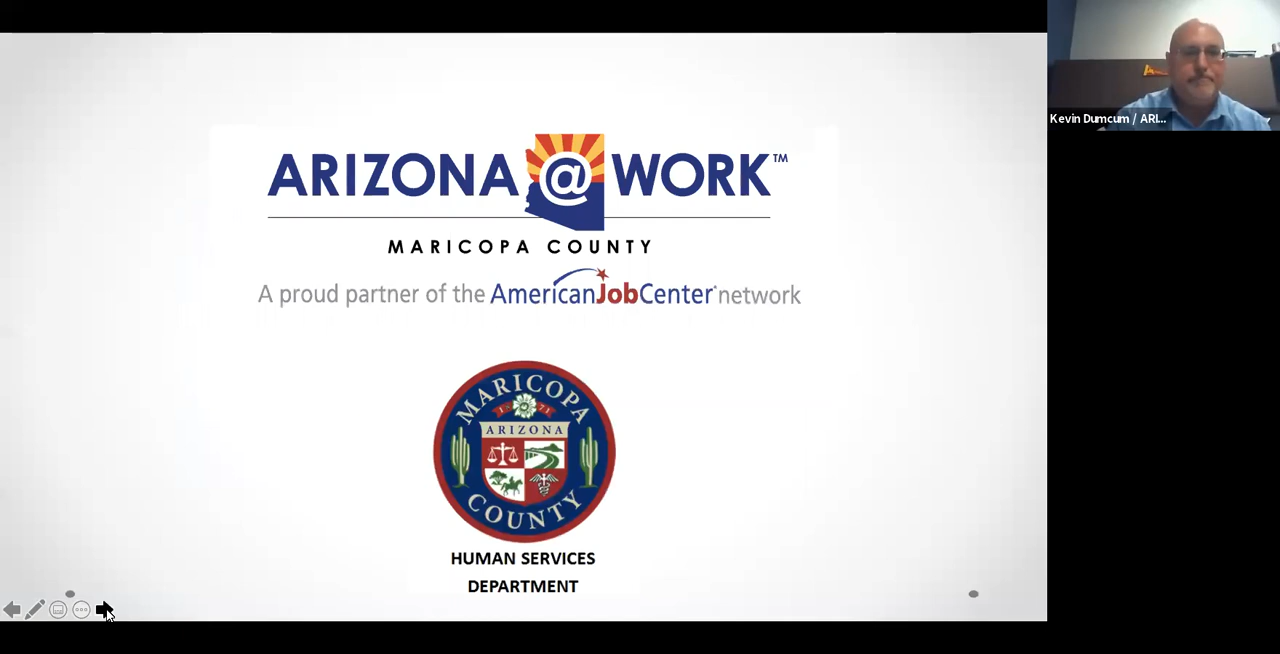 ARIZONA @ WORK™
MARICOPA COUNTY
A proud partner of the AmericanJobCenter® network
MARICOPA
ARIZONA
COUNTY
HUMAN SERVICES
DEPARTMENT
Kevin Dumcum / ARI...